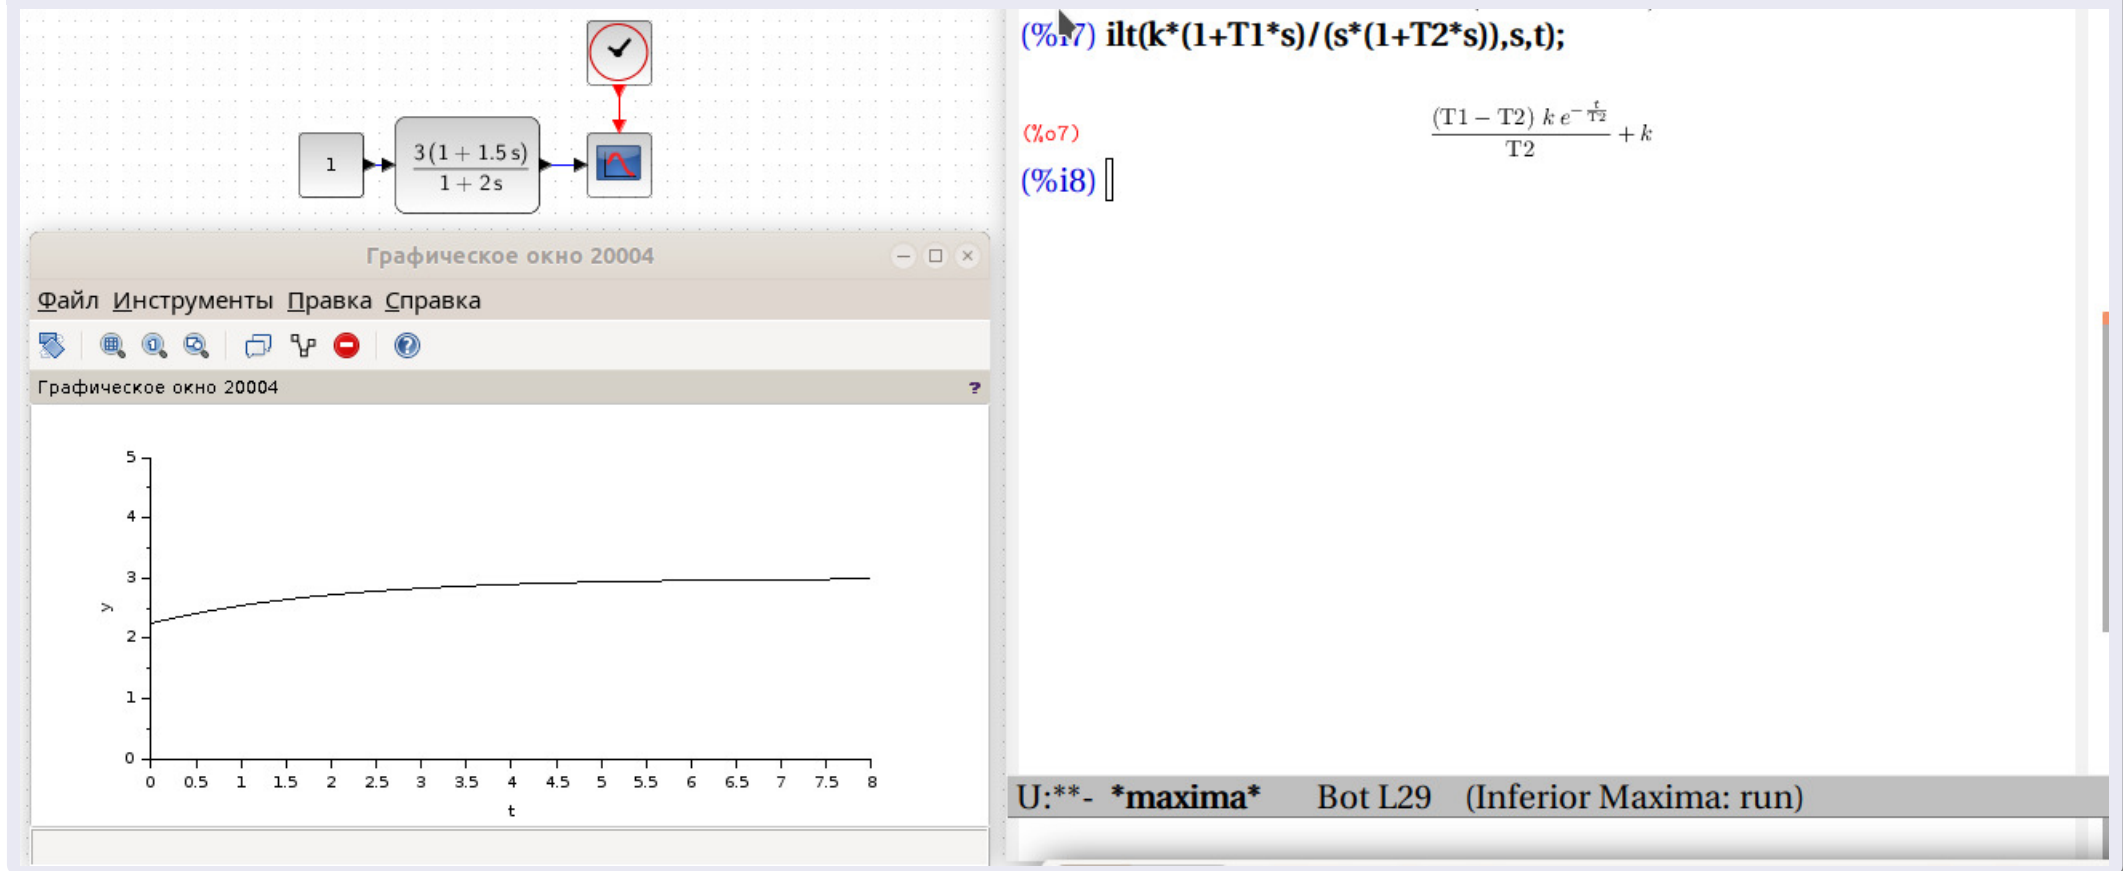 1
3(1 + 1.5 s)
1 + 2s
Графическое окно 20004
Файл Инструменты Правка Справка
Графическое окно 20004 ?
5
4
3
2
1
0
y
0 0.5 1 1.5 2 2.5 3 3.5 4 4.5 5 5.5 6 6.5 7 7.5 8
t
(%i7) ilt(k*(1+T1*s)/(s*(1+T2*s)),s,t);
(%o7) (T1 − T2) k e^{− t/T2} / T2 + k
(%i8)
U:**- *maxima* Bot L29 (Inferior Maxima: run)